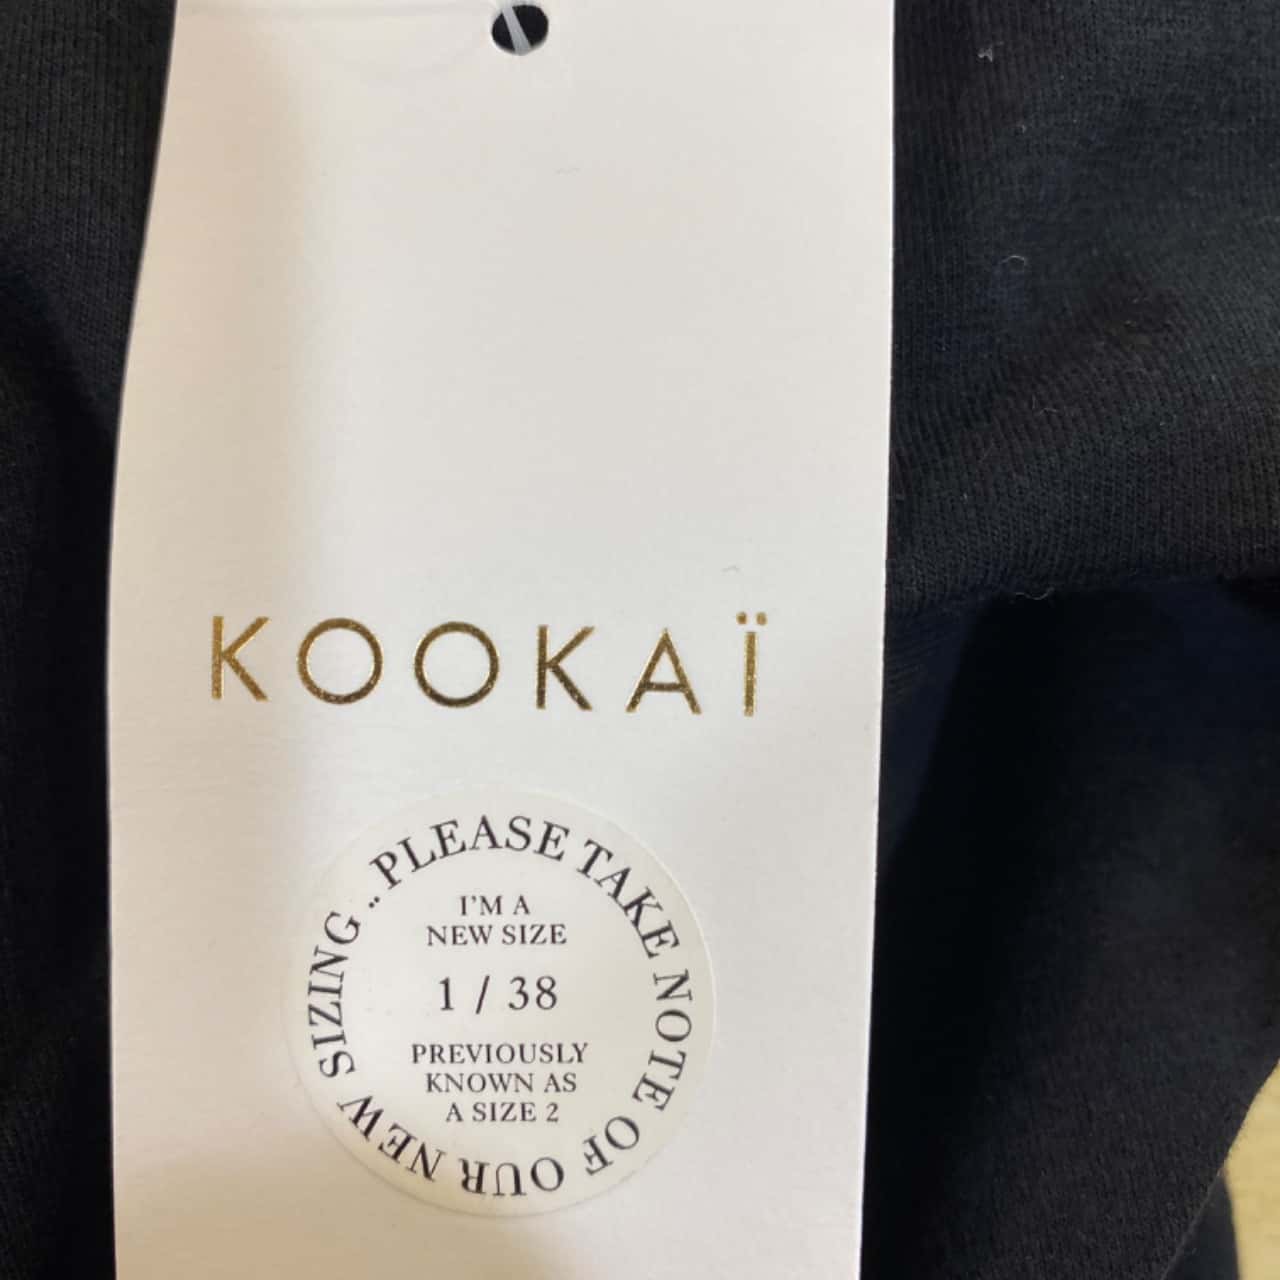 KOOKAÏ
PLEASE TAKE NOTE OF OUR NEW SIZING ..
I'M A
NEW SIZE
1 / 38
PREVIOUSLY
KNOWN AS
A SIZE 2